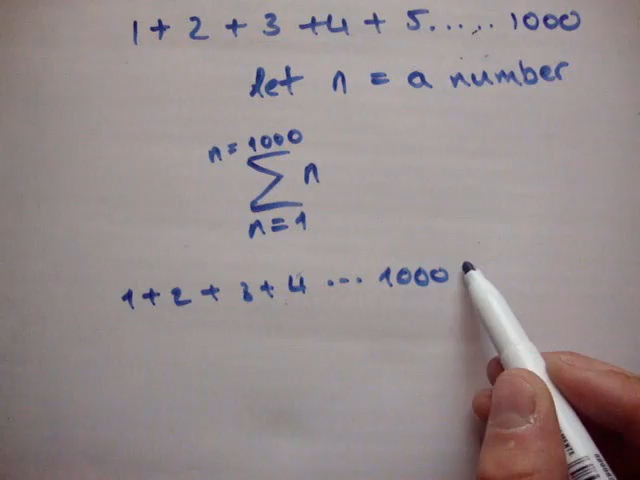 1 + 2 + 3 + 4 + 5..... 1000
let n = a number
n = 1000
∑ n
n = 1
1 + 2 + 3 + 4 ... 1000